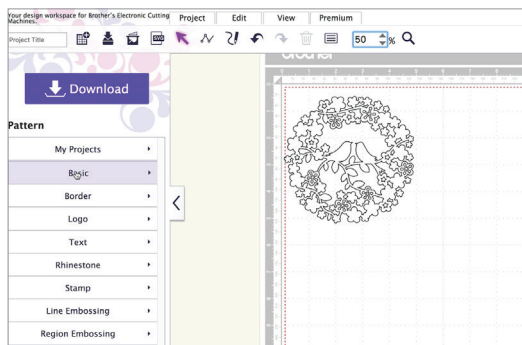 Your design workspace for Brother's Electronic Cutting
Machines.
Project
Edit
View
Premium
Project Title
SVG
50
%
Download
Pattern
My Projects
Basic
Border
Logo
Text
Rhinestone
Stamp
Line Embossing
Region Embossing